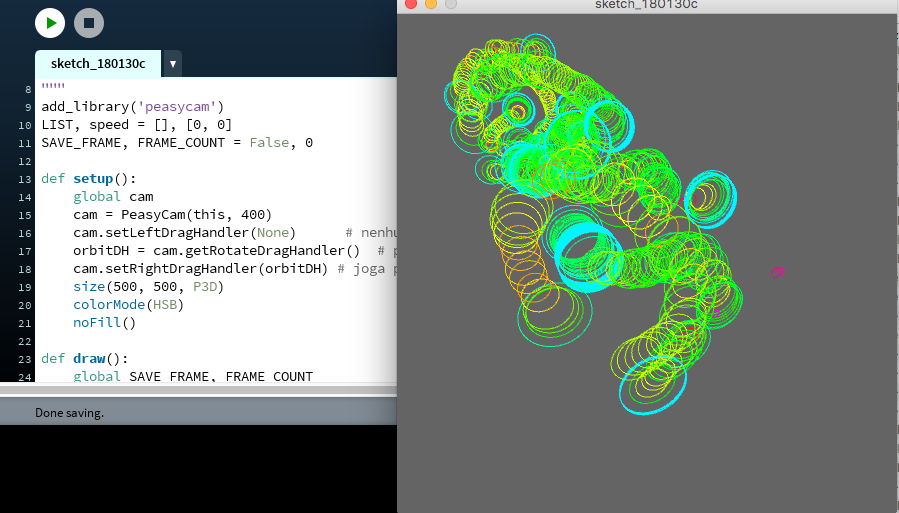 sketch_180130c
sketch_180130c
8 """
9 add_library('peasycam')
10 LIST, speed = [], [0, 0]
11 SAVE_FRAME, FRAME_COUNT = False, 0
12
13 def setup():
14 global cam
15 cam = PeasyCam(this, 400)
16 cam.setLeftDragHandler(None) # nenhu
17 orbitDH = cam.getRotateDragHandler() # p
18 cam.setRightDragHandler(orbitDH) # joga p
19 size(500, 500, P3D)
20 colorMode(HSB)
21 noFill()
22
23 def draw():
24 global SAVE_FRAME, FRAME_COUNT
Done saving.